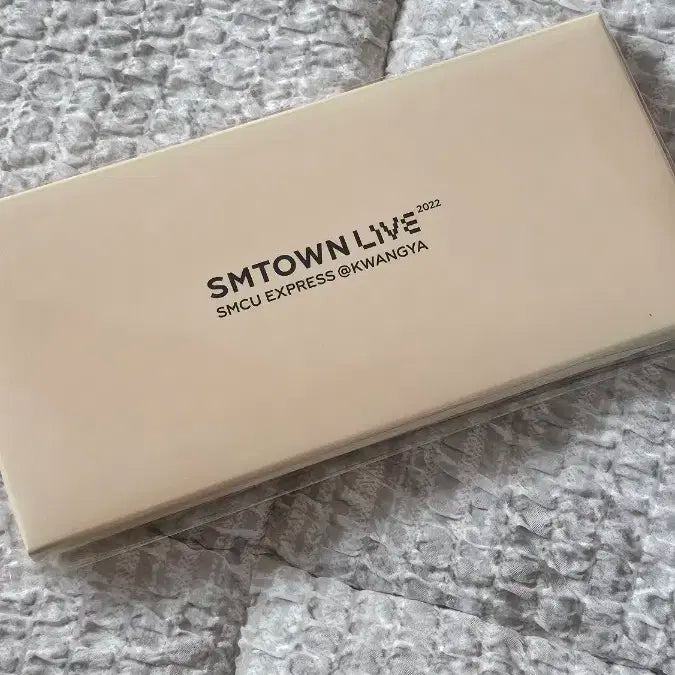 SMTOWN LIVE 2022
SMCU EXPRESS @KWANGYA